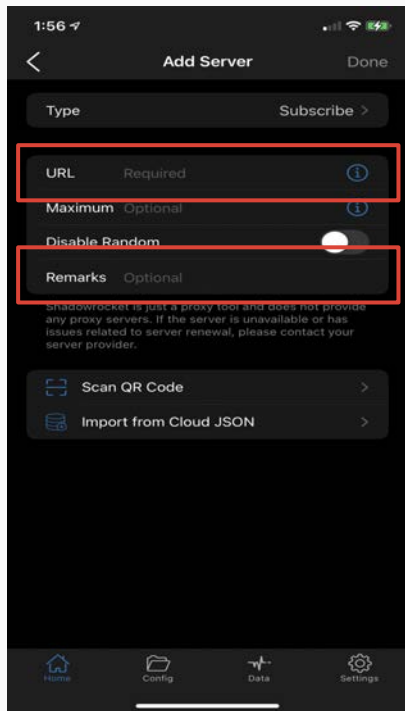 1:56
Add Server
Done
Type
Subscribe
URL
Required
Maximum
Optional
Disable Random
Remarks
Optional
Shadowrocket is just a proxy tool and does not provide
any proxy servers. If the server is unavailable or has
issues related to server renewal, please contact your
server provider.
Scan QR Code
Import from Cloud JSON
Home
Config
Data
Settings